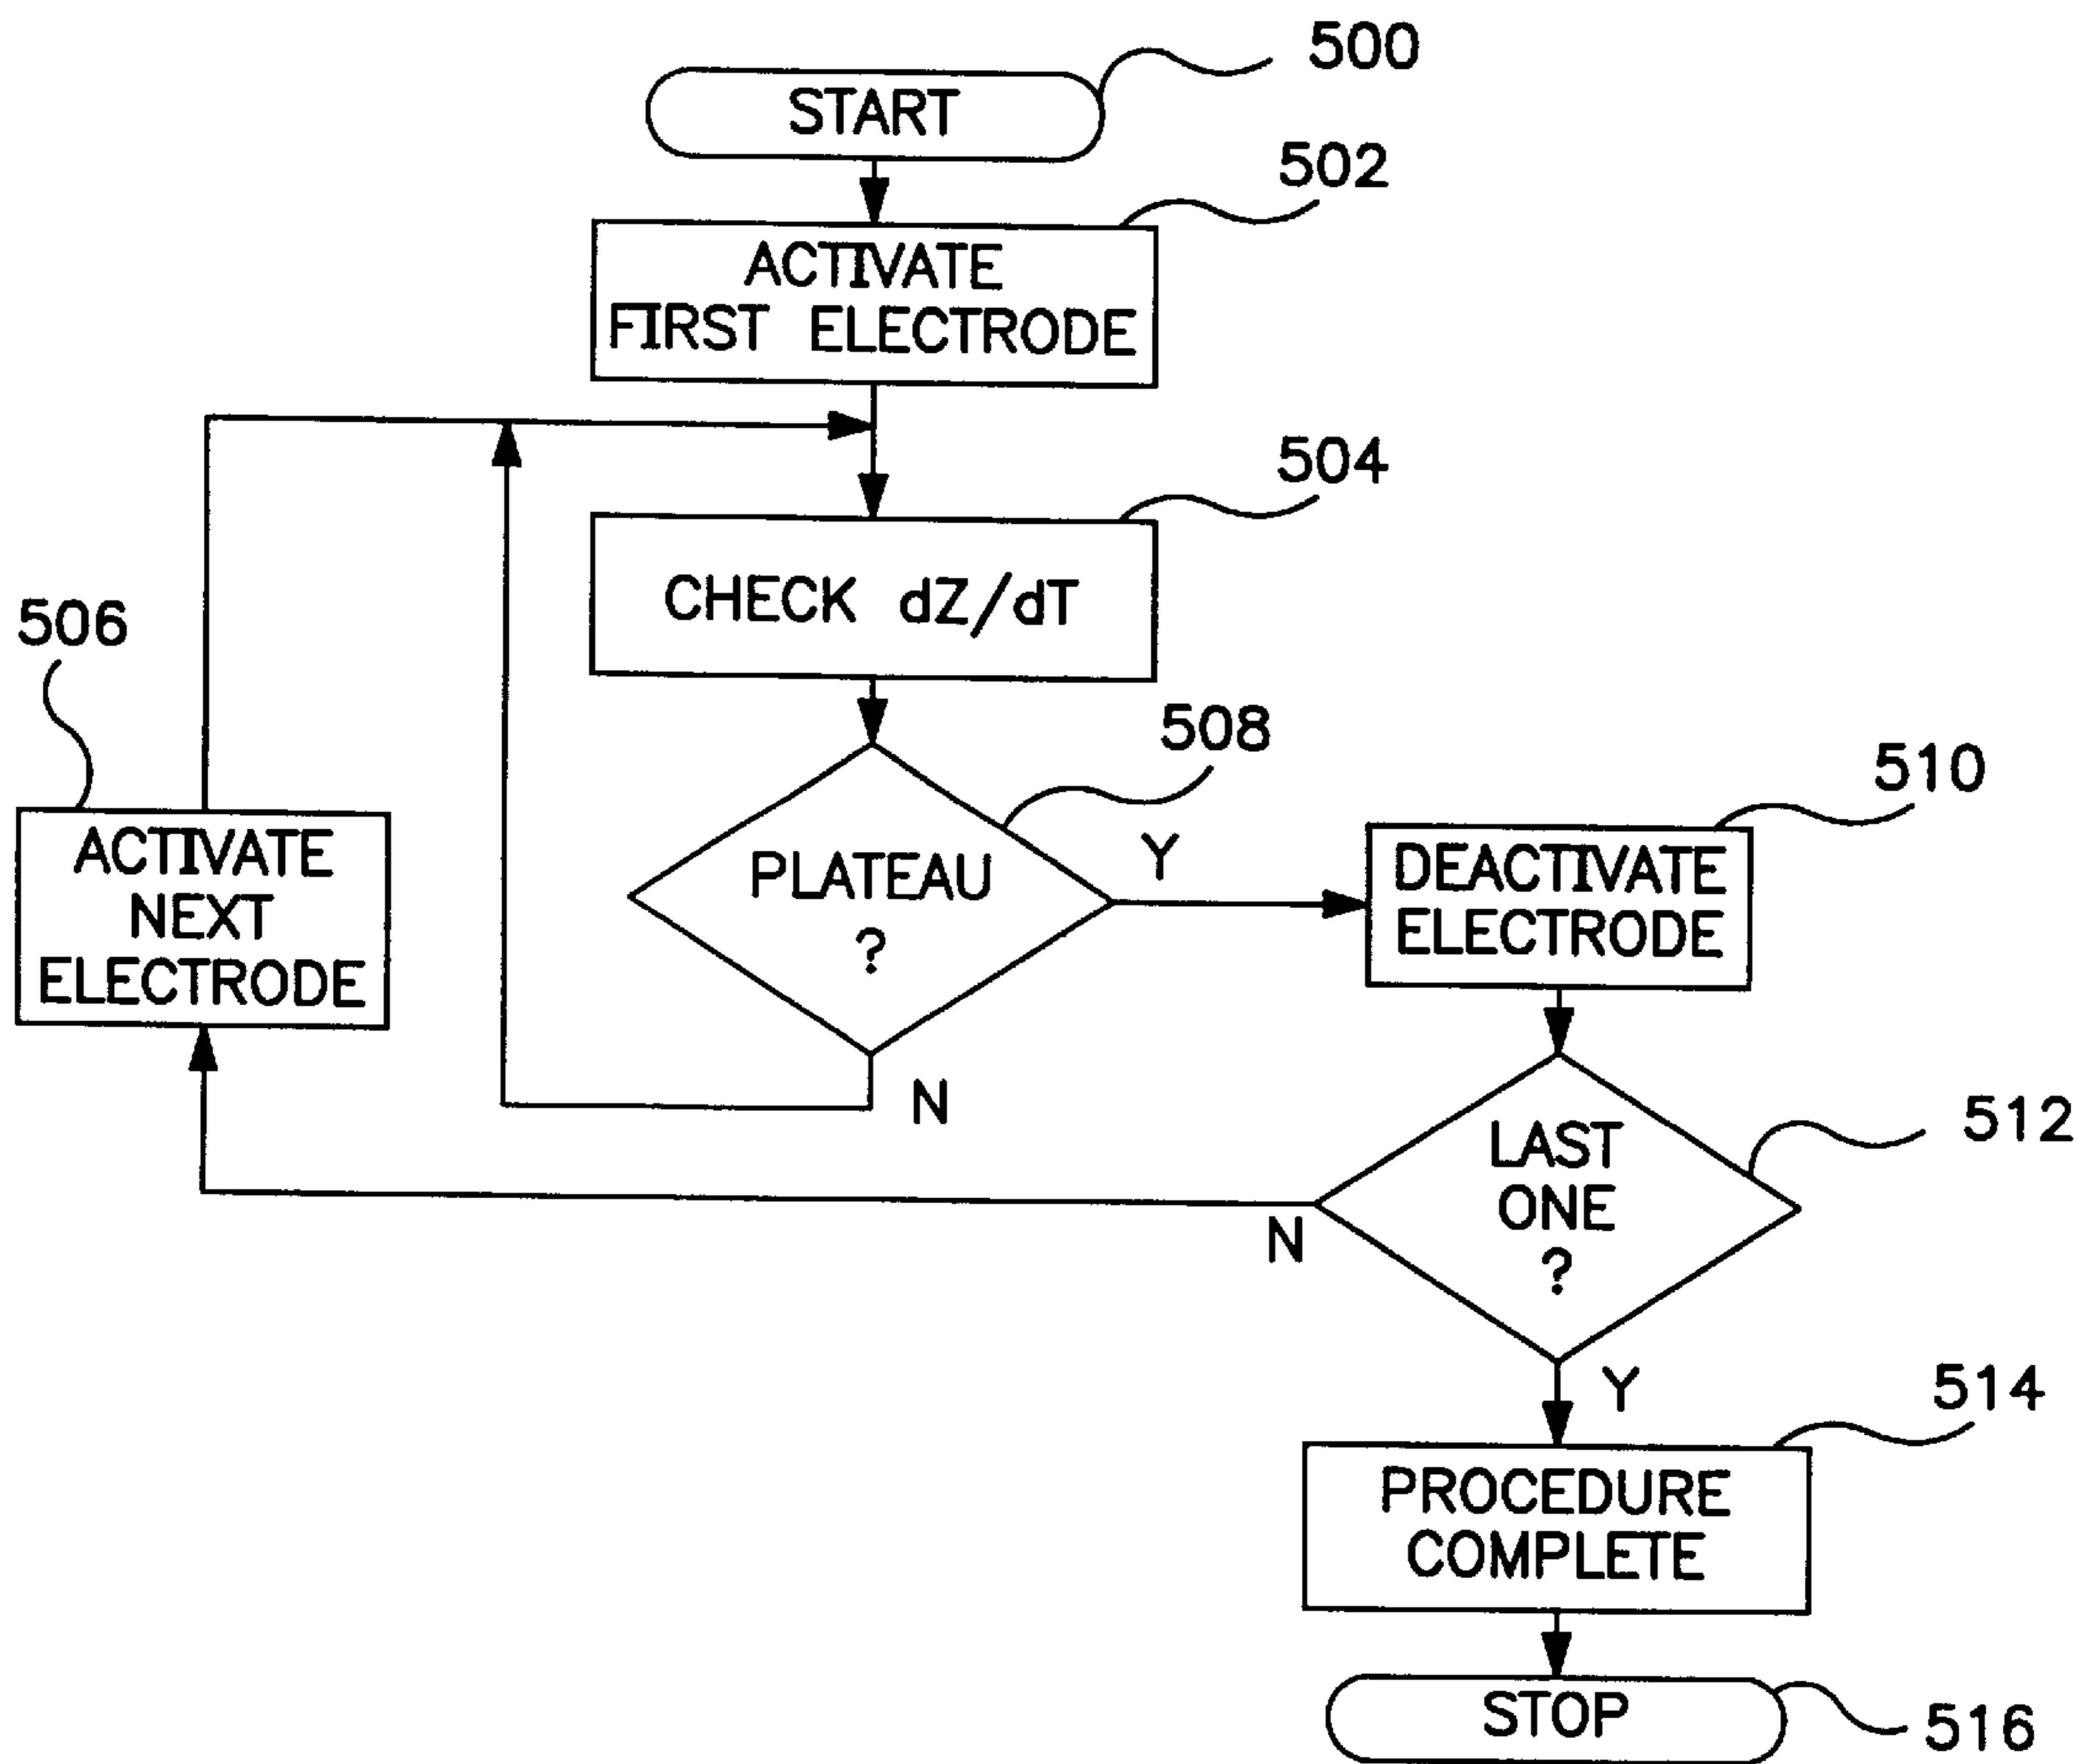 500
START
502
ACTIVATE
FIRST ELECTRODE
504
CHECK dZ/dT
506
ACTIVATE
NEXT
ELECTRODE
508
PLATEAU
?
Y
N
510
DEACTIVATE
ELECTRODE
512
LAST
ONE
?
N
Y
514
PROCEDURE
COMPLETE
STOP
516